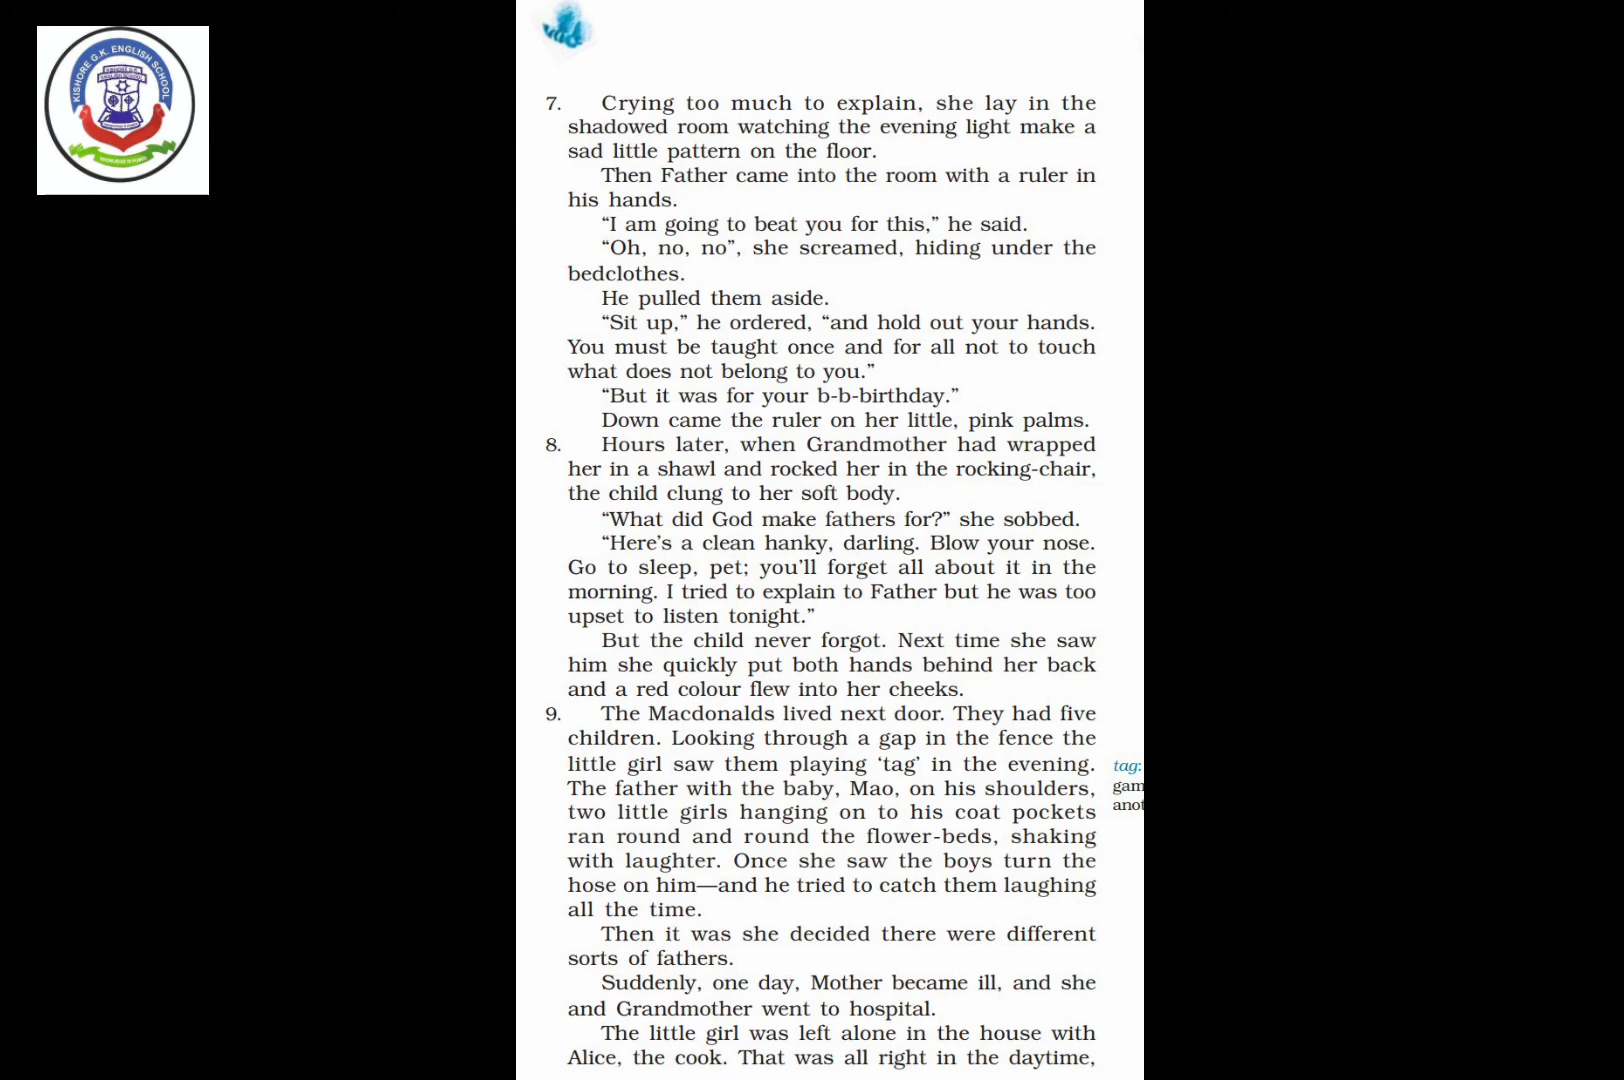 KISHORE G.K. ENGLISH SCHOOL
7. Crying too much to explain, she lay in the
shadowed room watching the evening light make a
sad little pattern on the floor.
Then Father came into the room with a ruler in
his hands.
“I am going to beat you for this,” he said.
“Oh, no, no”, she screamed, hiding under the
bedclothes.
He pulled them aside.
“Sit up,” he ordered, “and hold out your hands.
You must be taught once and for all not to touch
what does not belong to you.”
“But it was for your b-b-birthday.”
Down came the ruler on her little, pink palms.
8. Hours later, when Grandmother had wrapped
her in a shawl and rocked her in the rocking-chair,
the child clung to her soft body.
“What did God make fathers for?” she sobbed.
“Here’s a clean hanky, darling. Blow your nose.
Go to sleep, pet; you’ll forget all about it in the
morning. I tried to explain to Father but he was too
upset to listen tonight.”
But the child never forgot. Next time she saw
him she quickly put both hands behind her back
and a red colour flew into her cheeks.
9. The Macdonalds lived next door. They had five
children. Looking through a gap in the fence the
little girl saw them playing ‘tag’ in the evening.
The father with the baby, Mao, on his shoulders,
two little girls hanging on to his coat pockets
ran round and round the flower-beds, shaking
with laughter. Once she saw the boys turn the
hose on him—and he tried to catch them laughing
all the time.
Then it was she decided there were different
sorts of fathers.
Suddenly, one day, Mother became ill, and she
and Grandmother went to hospital.
The little girl was left alone in the house with
Alice, the cook. That was all right in the daytime,
tag:
gam
anot